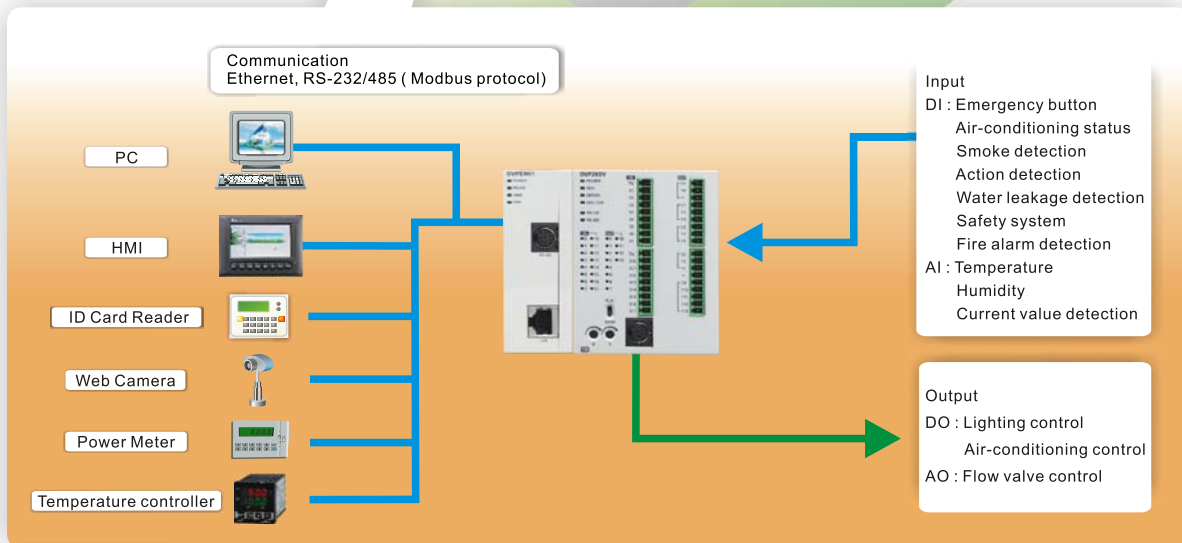 Communication
Ethernet, RS-232/485 ( Modbus protocol)
PC
HMI
ID Card Reader
Web Camera
Power Meter
Temperature controller
Input
DI : Emergency button
Air-conditioning status
Smoke detection
Action detection
Water leakage detection
Safety system
Fire alarm detection
AI : Temperature
Humidity
Current value detection
Output
DO : Lighting control
Air-conditioning control
AO : Flow valve control